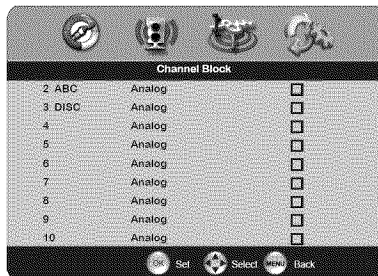 Channel Block
2 ABC Analog
3 DISC Analog
4 Analog
5 Analog
6 Analog
7 Analog
8 Analog
9 Analog
10 Analog
OK Set Select MENU Back